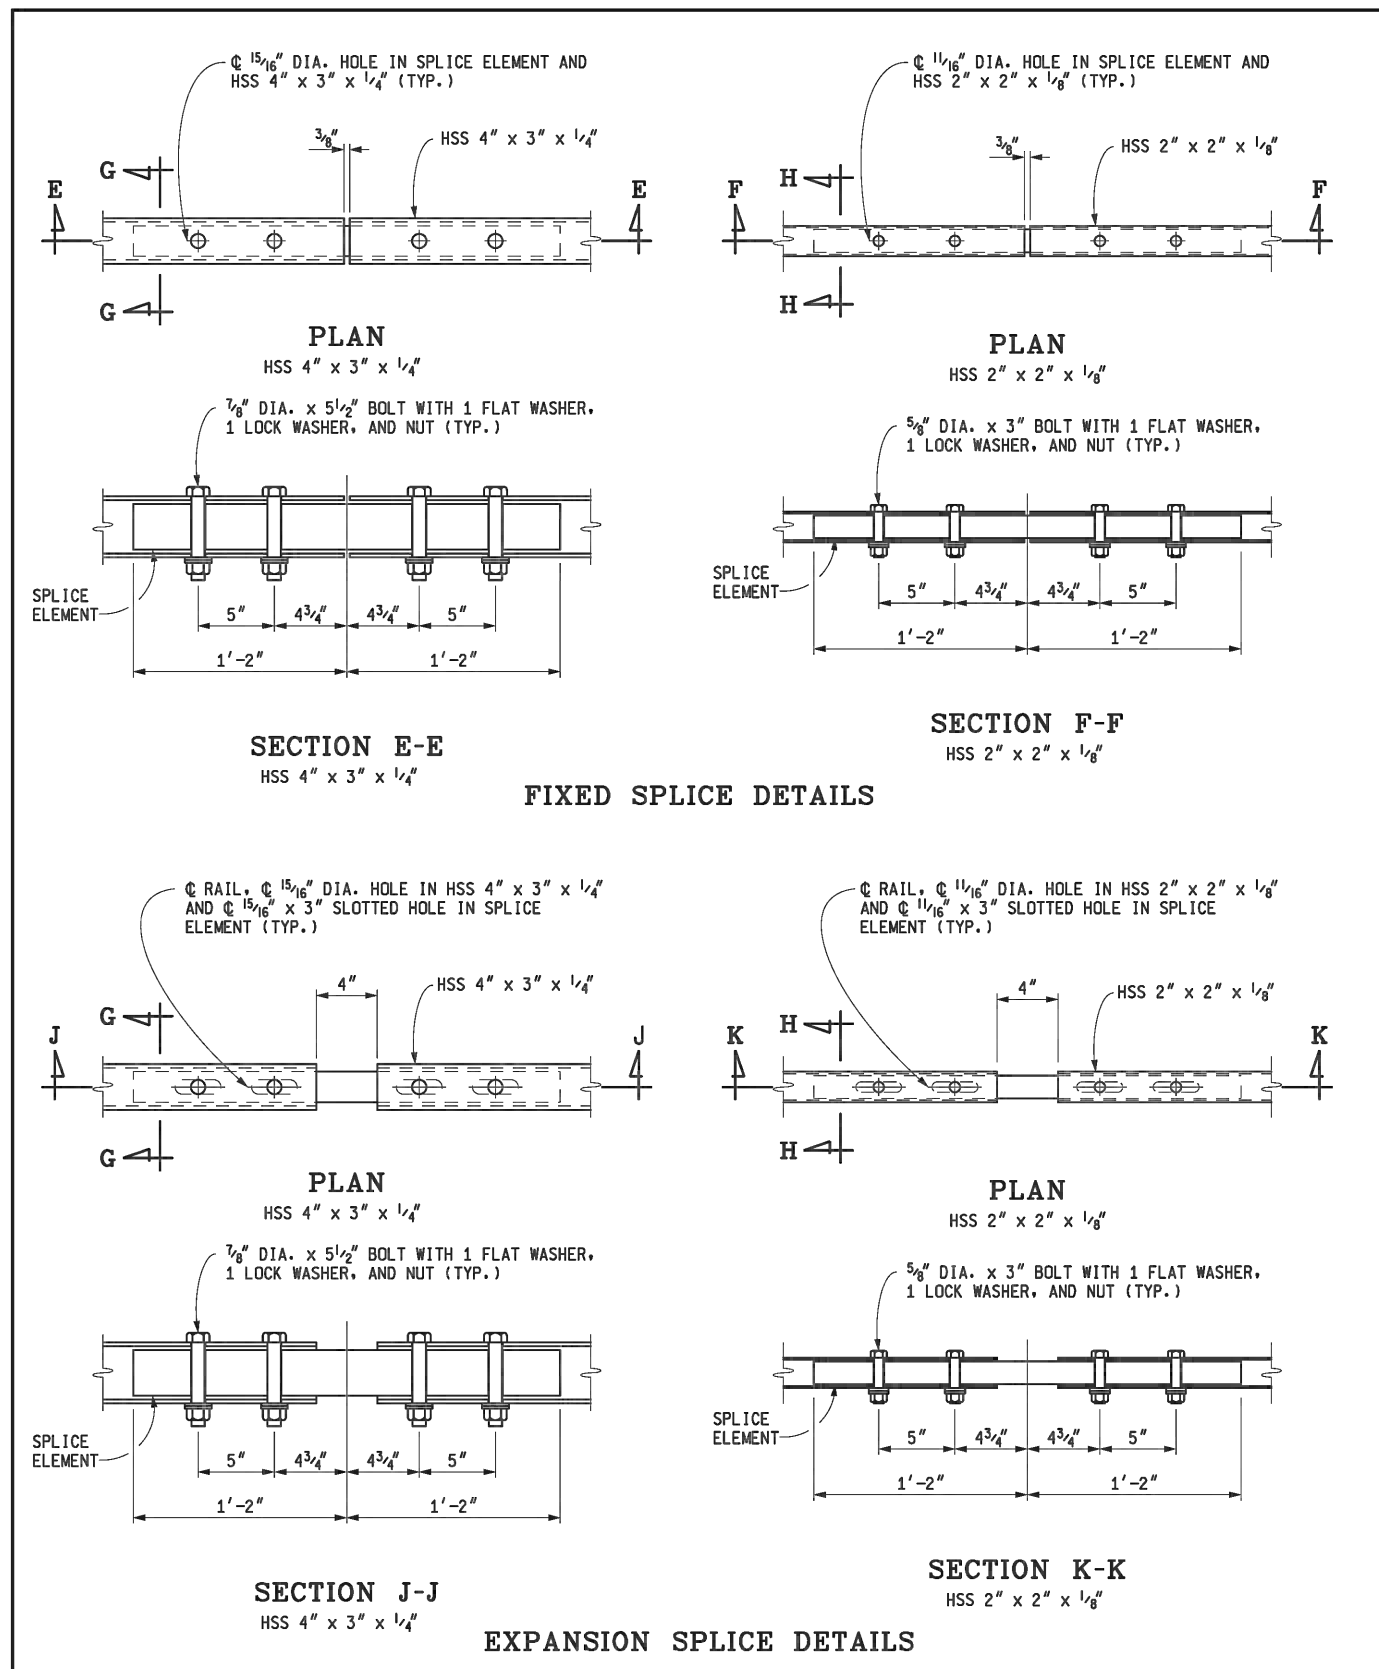 ℄ 15/16" DIA. HOLE IN SPLICE ELEMENT AND
HSS 4" x 3" x 1/4" (TYP.)
3/8"
HSS 4" x 3" x 1/4"
G
E
E
G
PLAN
HSS 4" x 3" x 1/4"
7/8" DIA. x 5 1/2" BOLT WITH 1 FLAT WASHER,
1 LOCK WASHER, AND NUT (TYP.)
SPLICE
ELEMENT
5"
4 3/4"
4 3/4"
5"
1'-2"
1'-2"
SECTION E-E
HSS 4" x 3" x 1/4"
℄ 11/16" DIA. HOLE IN SPLICE ELEMENT AND
HSS 2" x 2" x 1/8" (TYP.)
3/8"
HSS 2" x 2" x 1/8"
H
F
F
H
PLAN
HSS 2" x 2" x 1/8"
5/8" DIA. x 3" BOLT WITH 1 FLAT WASHER,
1 LOCK WASHER, AND NUT (TYP.)
SPLICE
ELEMENT
5"
4 3/4"
4 3/4"
5"
1'-2"
1'-2"
SECTION F-F
HSS 2" x 2" x 1/8"
FIXED SPLICE DETAILS
℄ RAIL, ℄ 15/16" DIA. HOLE IN HSS 4" x 3" x 1/4"
AND ℄ 15/16" x 3" SLOTTED HOLE IN SPLICE
ELEMENT (TYP.)
4"
HSS 4" x 3" x 1/4"
G
J
J
G
PLAN
HSS 4" x 3" x 1/4"
7/8" DIA. x 5 1/2" BOLT WITH 1 FLAT WASHER,
1 LOCK WASHER, AND NUT (TYP.)
SPLICE
ELEMENT
5"
4 3/4"
4 3/4"
5"
1'-2"
1'-2"
SECTION J-J
HSS 4" x 3" x 1/4"
℄ RAIL, ℄ 11/16" DIA. HOLE IN HSS 2" x 2" x 1/8"
AND ℄ 11/16" x 3" SLOTTED HOLE IN SPLICE
ELEMENT (TYP.)
4"
HSS 2" x 2" x 1/8"
H
K
K
H
PLAN
HSS 2" x 2" x 1/8"
5/8" DIA. x 3" BOLT WITH 1 FLAT WASHER,
1 LOCK WASHER, AND NUT (TYP.)
SPLICE
ELEMENT
5"
4 3/4"
4 3/4"
5"
1'-2"
1'-2"
SECTION K-K
HSS 2" x 2" x 1/8"
EXPANSION SPLICE DETAILS